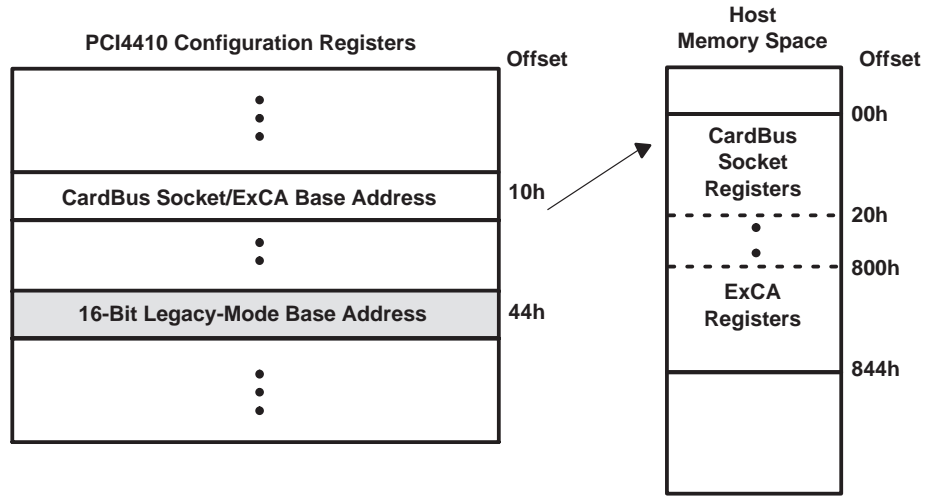 PCI4410 Configuration Registers
Offset
CardBus Socket/ExCA Base Address
10h
16-Bit Legacy-Mode Base Address
44h
Host
Memory Space
Offset
00h
CardBus
Socket
Registers
20h
800h
ExCA
Registers
844h